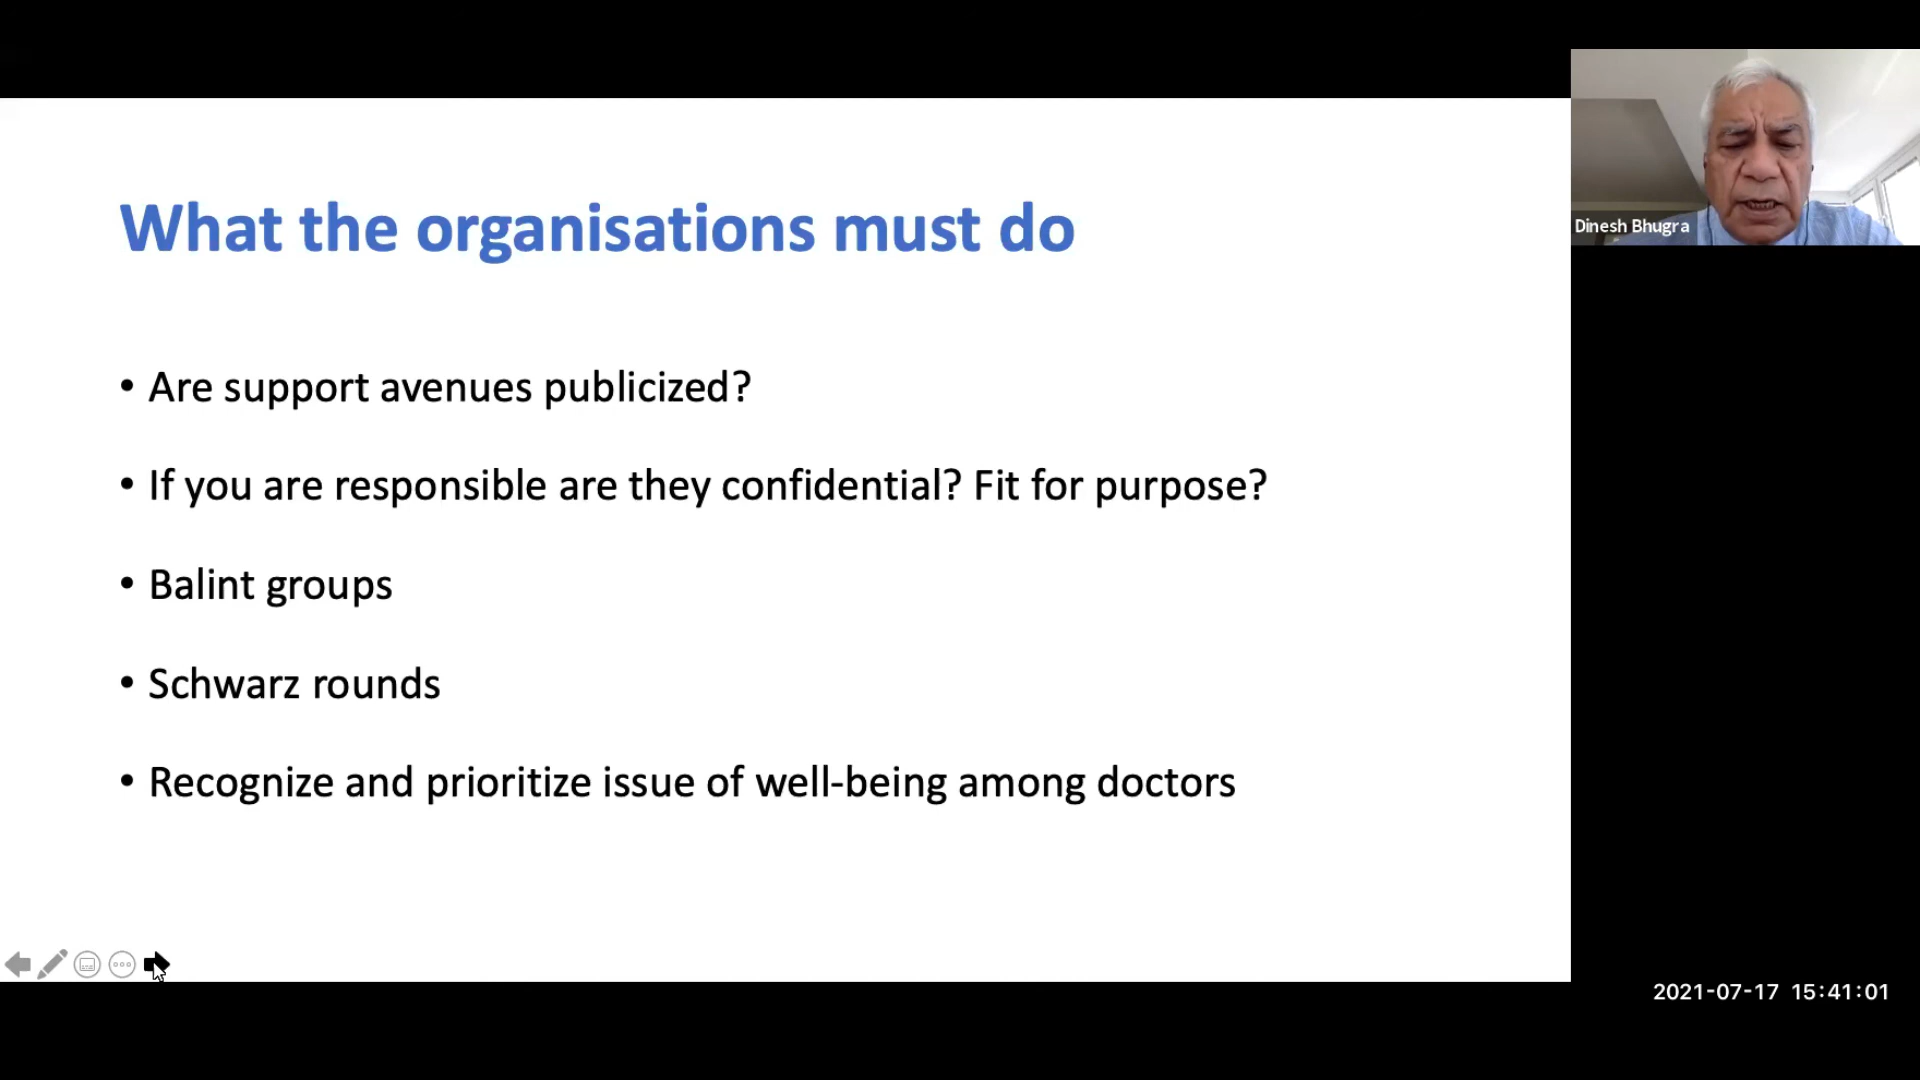 What the organisations must do
• Are support avenues publicized?
• If you are responsible are they confidential? Fit for purpose?
• Balint groups
• Schwarz rounds
• Recognize and prioritize issue of well-being among doctors
Dinesh Bhugra
2021-07-17 15:41:01